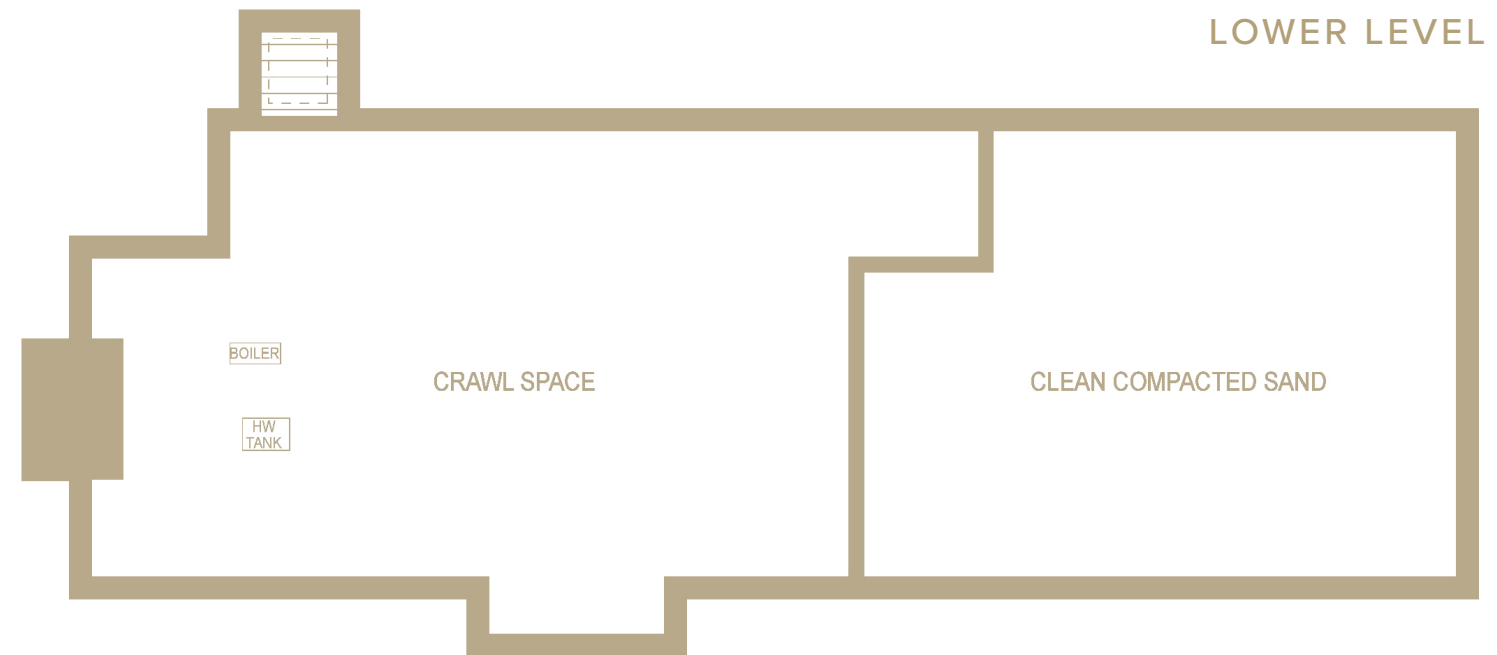 LOWER LEVEL
BOILER
CRAWL SPACE
CLEAN COMPACTED SAND
HW
TANK